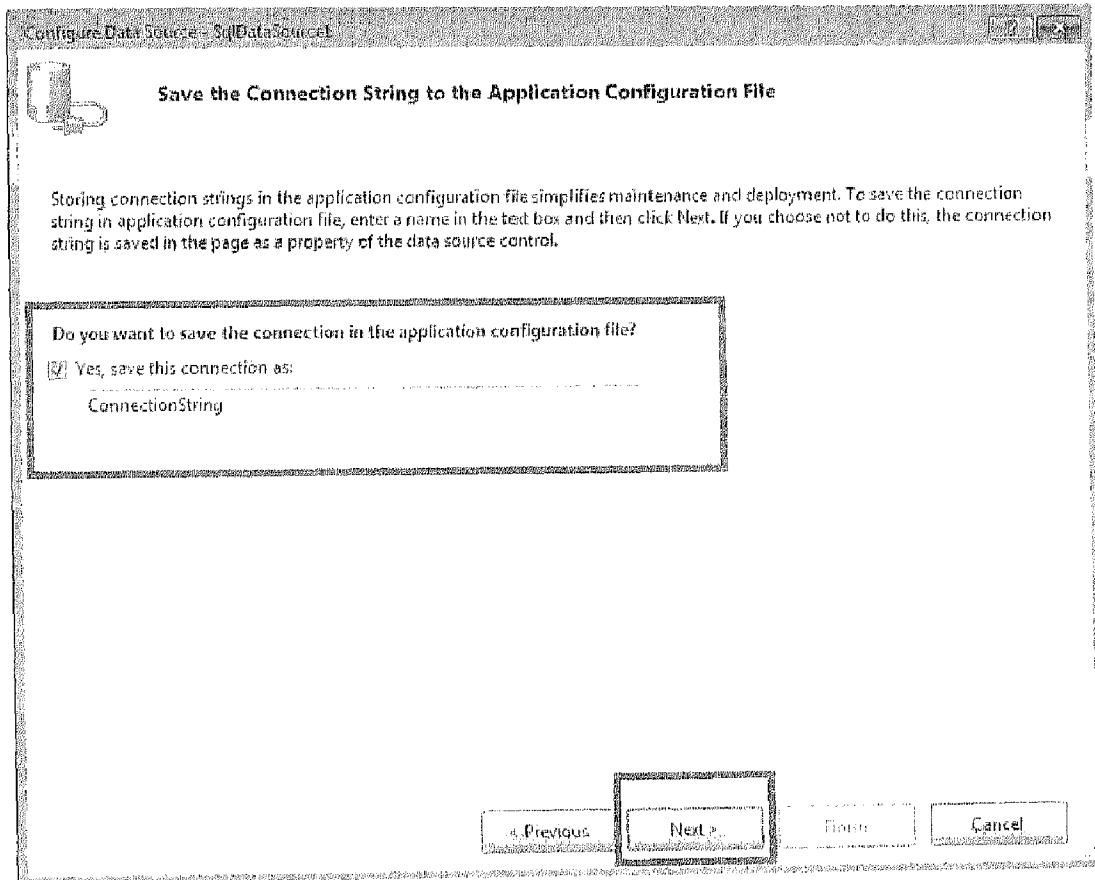 Configure Data Source - SqlDataSource1
Save the Connection String to the Application Configuration File
Storing connection strings in the application configuration file simplifies maintenance and deployment. To save the connection
string in application configuration file, enter a name in the text box and then click Next. If you choose not to do this, the connection
string is saved in the page as a property of the data source control.
Do you want to save the connection in the application configuration file?
Yes, save this connection as:
ConnectionString
< Previous Next > Finish Cancel